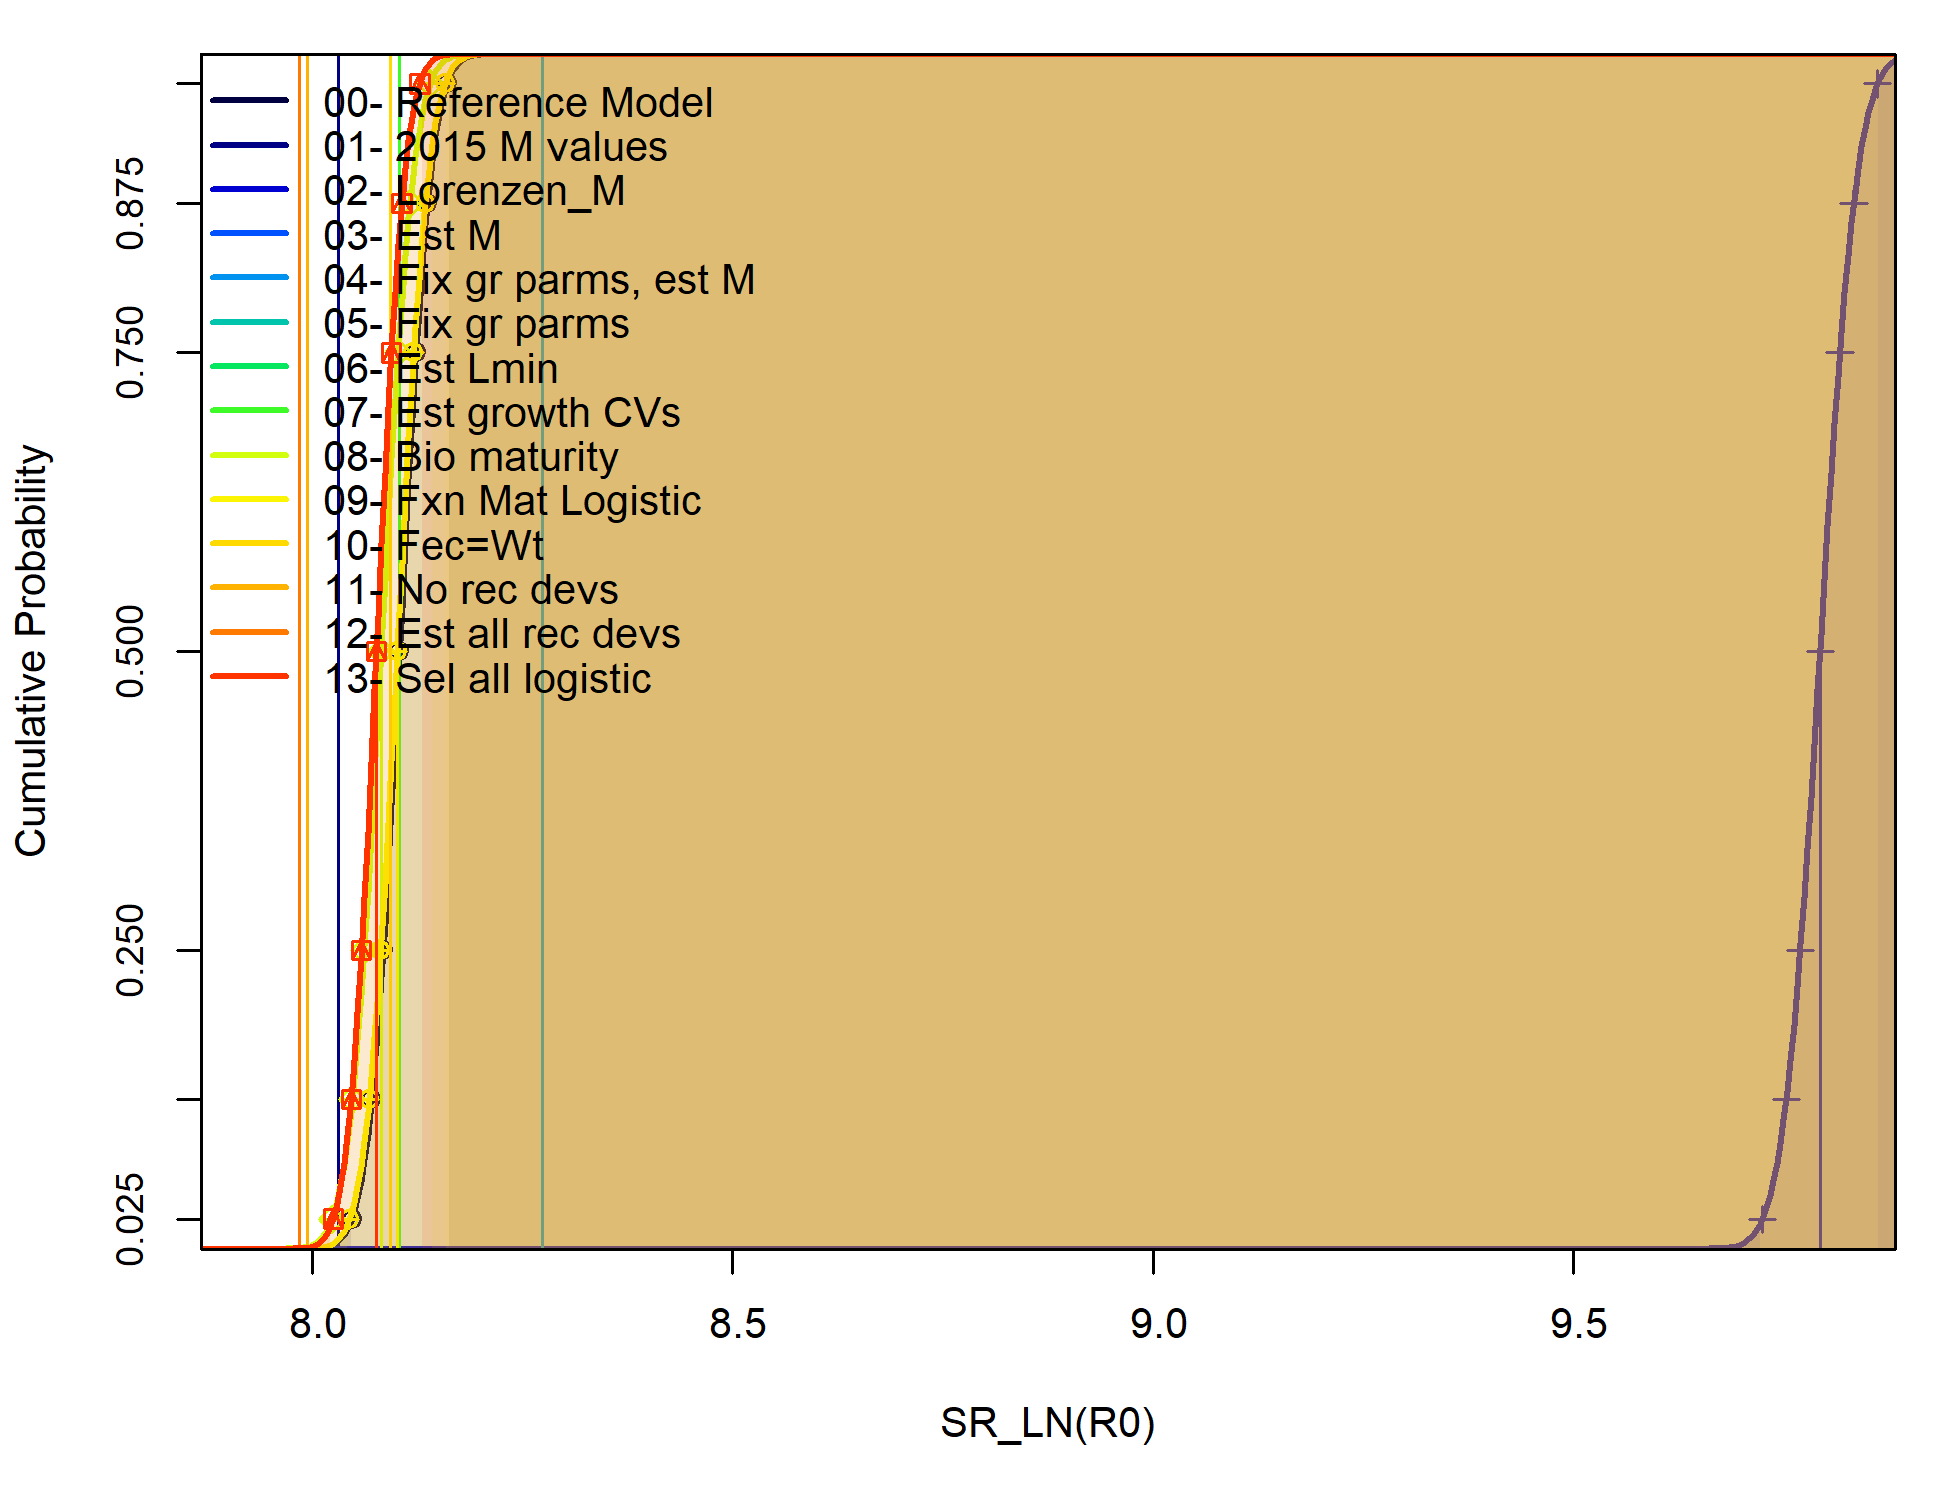 00- Reference Model
01- 2015 M values
02- Lorenzen_M
03- Est M
04- Fix gr parms, est M
05- Fix gr parms
06- Est Lmin
07- Est growth CVs
08- Bio maturity
09- Fxn Mat Logistic
10- Fec=Wt
11- No rec devs
12- Est all rec devs
13- Sel all logistic
Cumulative Probability
0.875
0.750
0.500
0.250
0.025
8.0 8.5 9.0 9.5
SR_LN(R0)